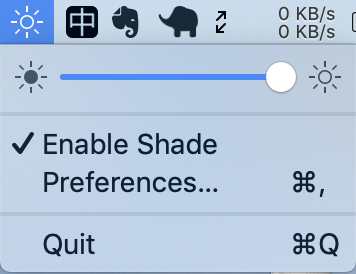 中
0 KB/s
0 KB/s
Enable Shade
Preferences... ⌘,
Quit ⌘Q